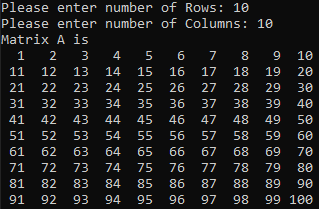 Please enter number of Rows: 10
Please enter number of Columns: 10
Matrix A is
1 2 3 4 5 6 7 8 9 10
11 12 13 14 15 16 17 18 19 20
21 22 23 24 25 26 27 28 29 30
31 32 33 34 35 36 37 38 39 40
41 42 43 44 45 46 47 48 49 50
51 52 53 54 55 56 57 58 59 60
61 62 63 64 65 66 67 68 69 70
71 72 73 74 75 76 77 78 79 80
81 82 83 84 85 86 87 88 89 90
91 92 93 94 95 96 97 98 99 100